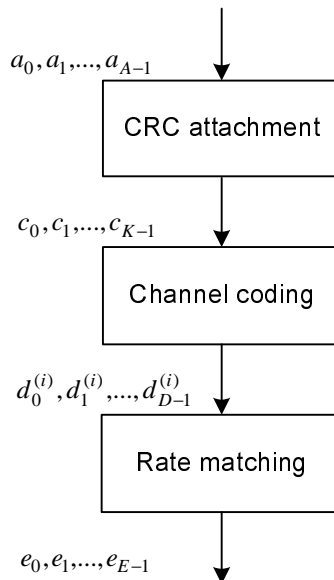 a_0, a_1,..., a_{A-1}
CRC attachment
c_0, c_1,..., c_{K-1}
Channel coding
d_0^{(i)}, d_1^{(i)},..., d_{D-1}^{(i)}
Rate matching
e_0, e_1,..., e_{E-1}